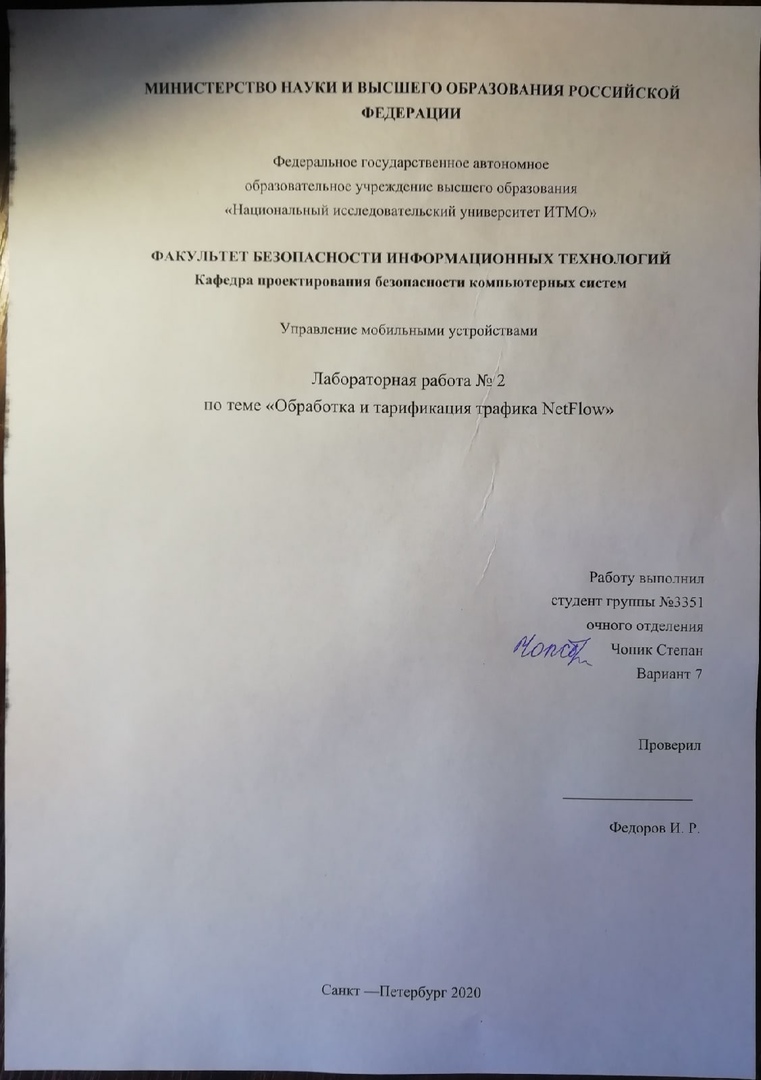 МИНИСТЕРСТВО НАУКИ И ВЫСШЕГО ОБРАЗОВАНИЯ РОССИЙСКОЙ
ФЕДЕРАЦИИ
Федеральное государственное автономное
образовательное учреждение высшего образования
«Национальный исследовательский университет ИТМО»
ФАКУЛЬТЕТ БЕЗОПАСНОСТИ ИНФОРМАЦИОННЫХ ТЕХНОЛОГИЙ
Кафедра проектирования безопасности компьютерных систем
Управление мобильными устройствами
Лабораторная работа № 2
по теме «Обработка и тарификация трафика NetFlow»
Работу выполнил
студент группы №3351
очного отделения
Чопик Степан
Вариант 7
Проверил
Федоров И. Р.
Санкт —Петербург 2020